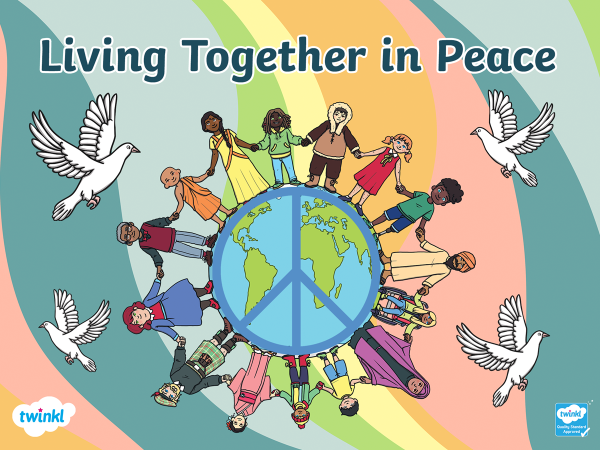 Living Together in Peace
twinkl
twinkl
Quality Standard
Approved